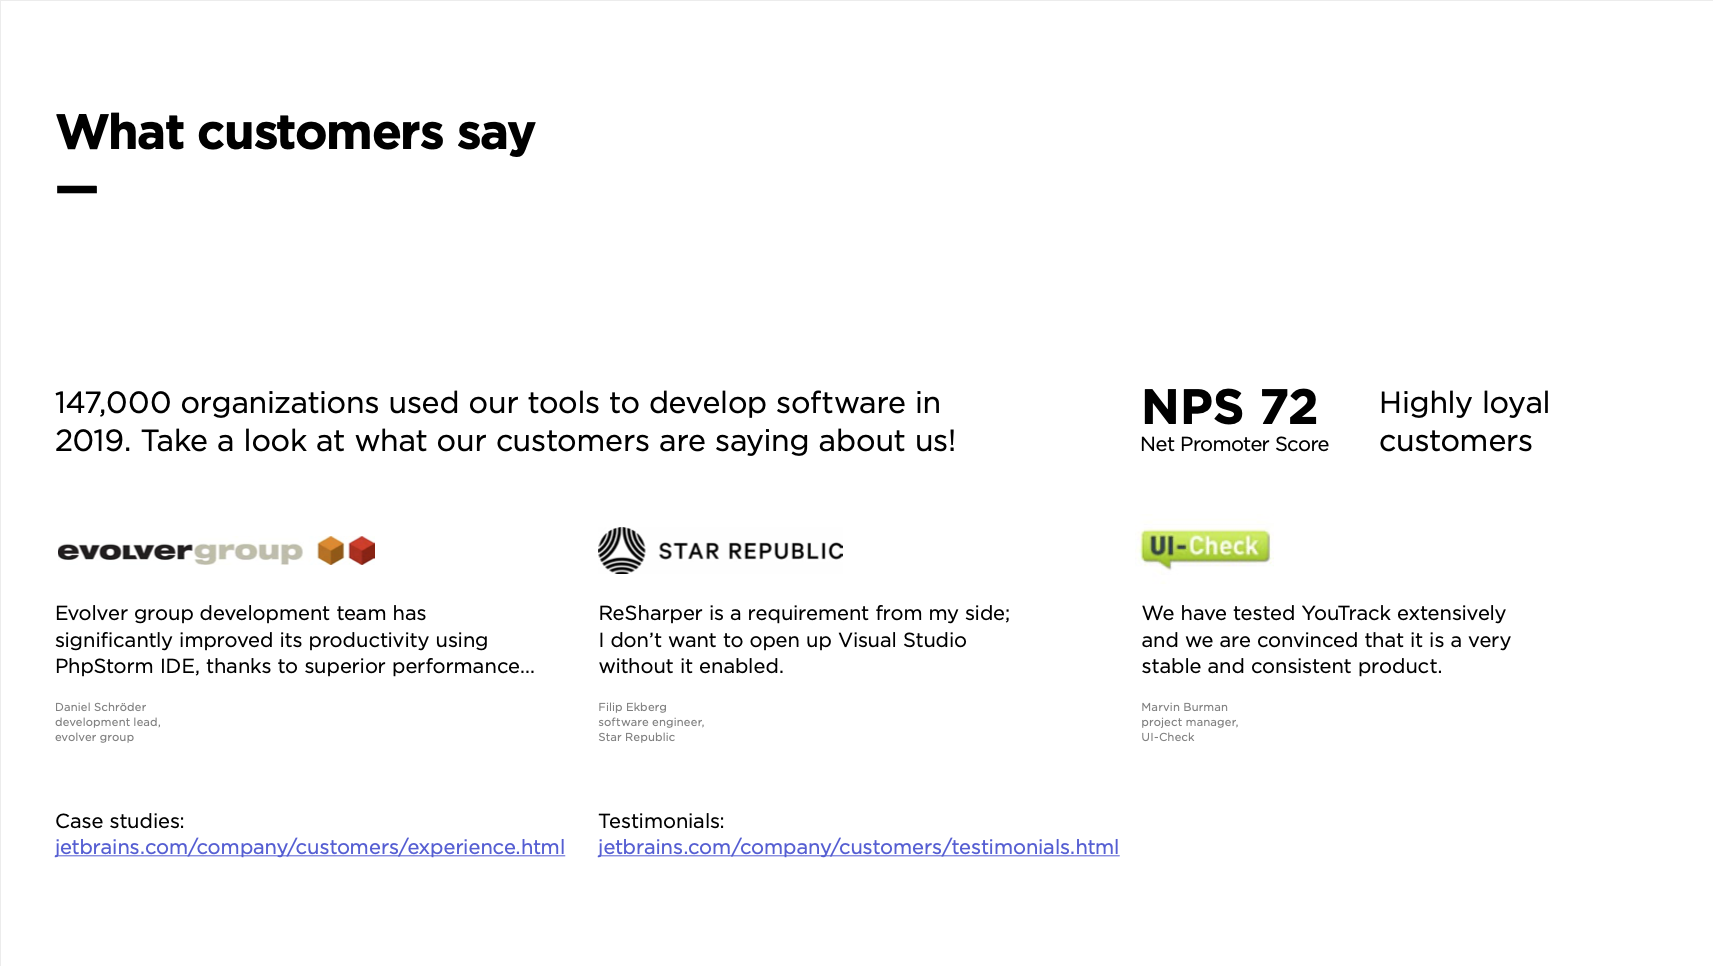 What customers say
147,000 organizations used our tools to develop software in
2019. Take a look at what our customers are saying about us!
NPS 72
Net Promoter Score
Highly loyal
customers
evolvergroup
Evolver group development team has
significantly improved its productivity using
PhpStorm IDE, thanks to superior performance...
Daniel Schröder
development lead,
evolver group
STAR REPUBLIC
ReSharper is a requirement from my side;
I don’t want to open up Visual Studio
without it enabled.
Filip Ekberg
software engineer,
Star Republic
UI-Check
We have tested YouTrack extensively
and we are convinced that it is a very
stable and consistent product.
Marvin Burman
project manager,
UI-Check
Case studies:
jetbrains.com/company/customers/experience.html
Testimonials:
jetbrains.com/company/customers/testimonials.html